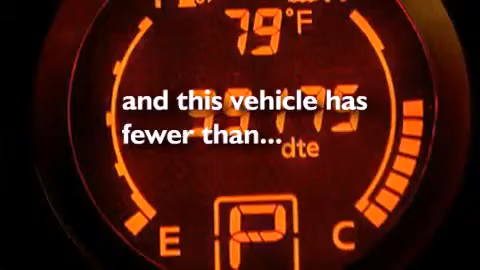 79°F
and this vehicle has
fewer than...
dte
E
P
C